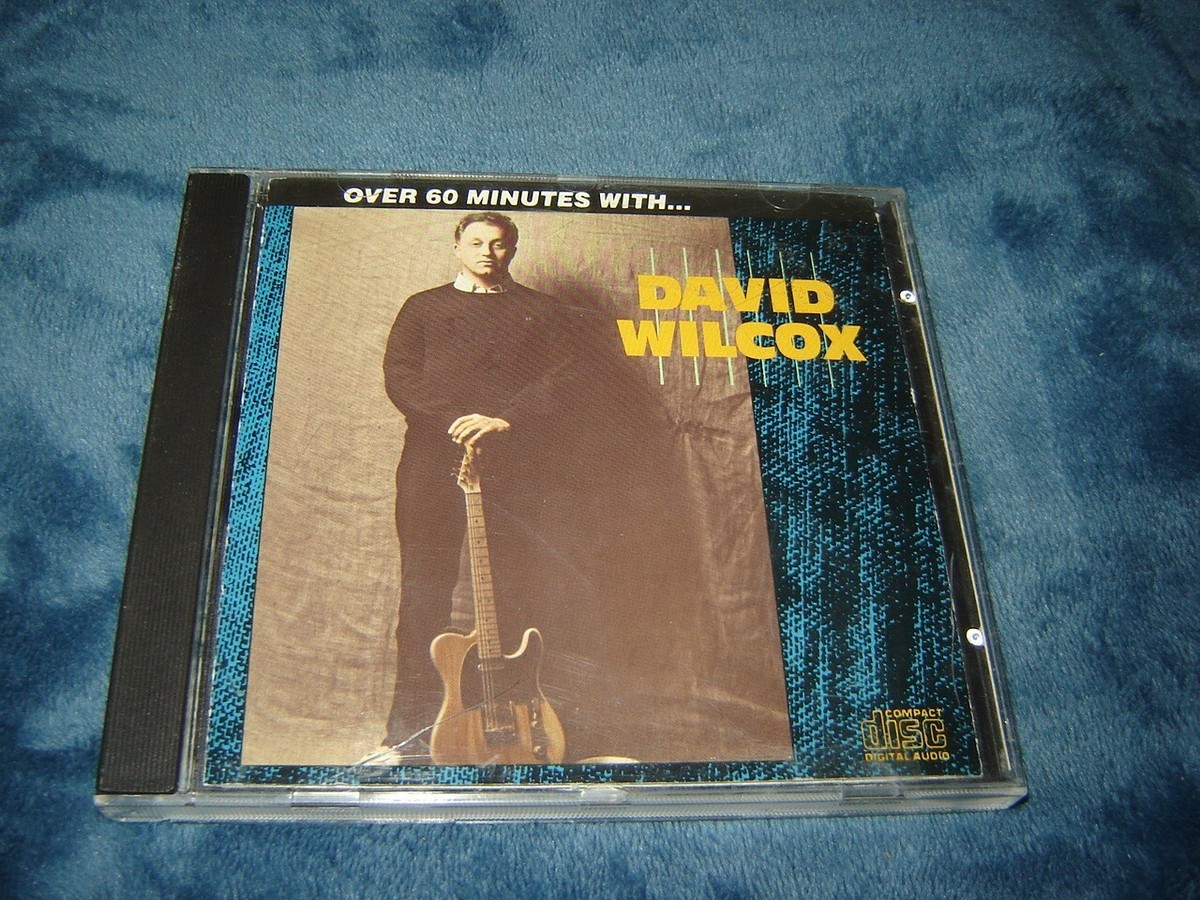 OVER 60 MINUTES WITH...
DAVID
WILCOX
COMPACT
disc
DIGITAL AUDIO